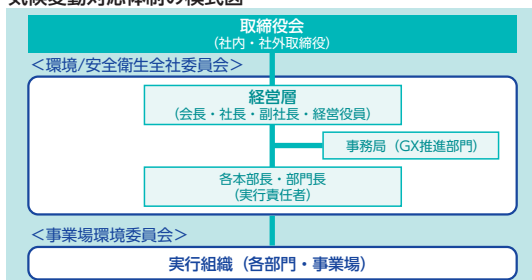 気候変動対応体制の模式図
取締役会
（社内・社外取締役）
＜環境/安全衛生全社委員会＞
経営層
（会長・社長・副社長・経営役員）
事務局（GX推進部門）
各本部長・部門長
（実行責任者）
＜事業場環境委員会＞
実行組織（各部門・事業場）